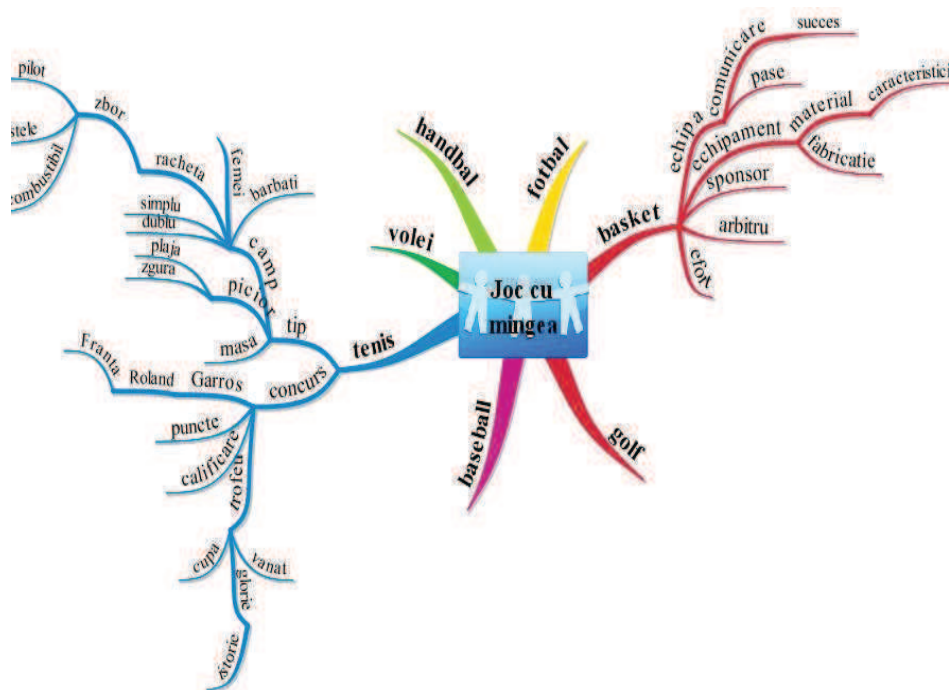 Joc cu
mingea
handbal
fotbal
volei
tenis
baseball
golf
basket
echipa
comunicare
succes
pase
echipament
material
caracteristici
fabricatie
sponsor
arbitru
efort
tip
camp
femei
barbati
racheta
zbor
pilot
stele
combustibil
simplu
dublu
picior
plaja
zgura
masa
concurs
Roland Garros
Franta
puncte
calificare
trofeu
cupa
vanat
glorie
istorie